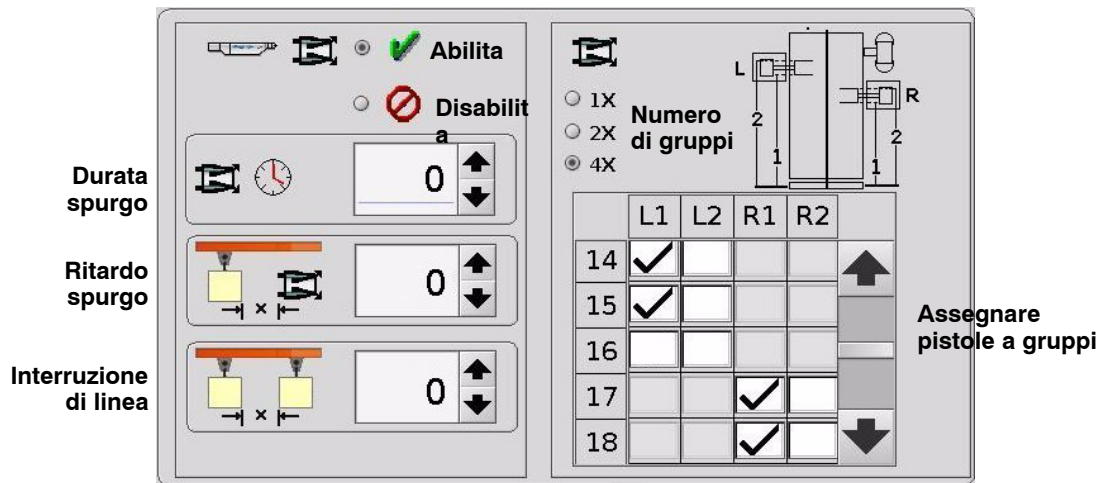 Abilita
Disabilit
a
Durata
spurgo
0
Ritardo
spurgo
x
0
Interruzione
di linea
x
0
1X
2X
4X
Numero
di gruppi
L
R
2
1
1
2
L1 L2 R1 R2
14
15
16
17
18
Assegnare
pistole a gruppi